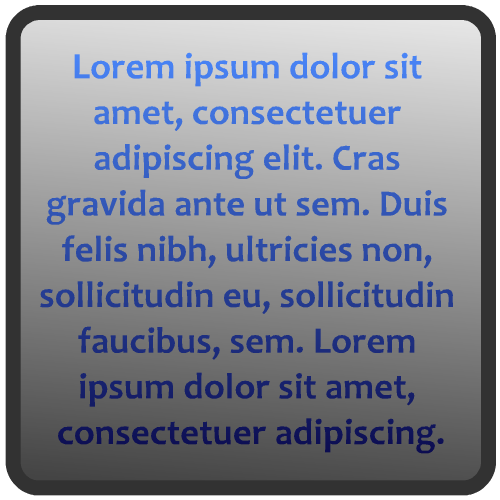 Lorem ipsum dolor sit
amet, consectetuer
adipiscing elit. Cras
gravida ante ut sem. Duis
felis nibh, ultricies non,
sollicitudin eu, sollicitudin
faucibus, sem. Lorem
ipsum dolor sit amet,
consectetuer adipiscing.